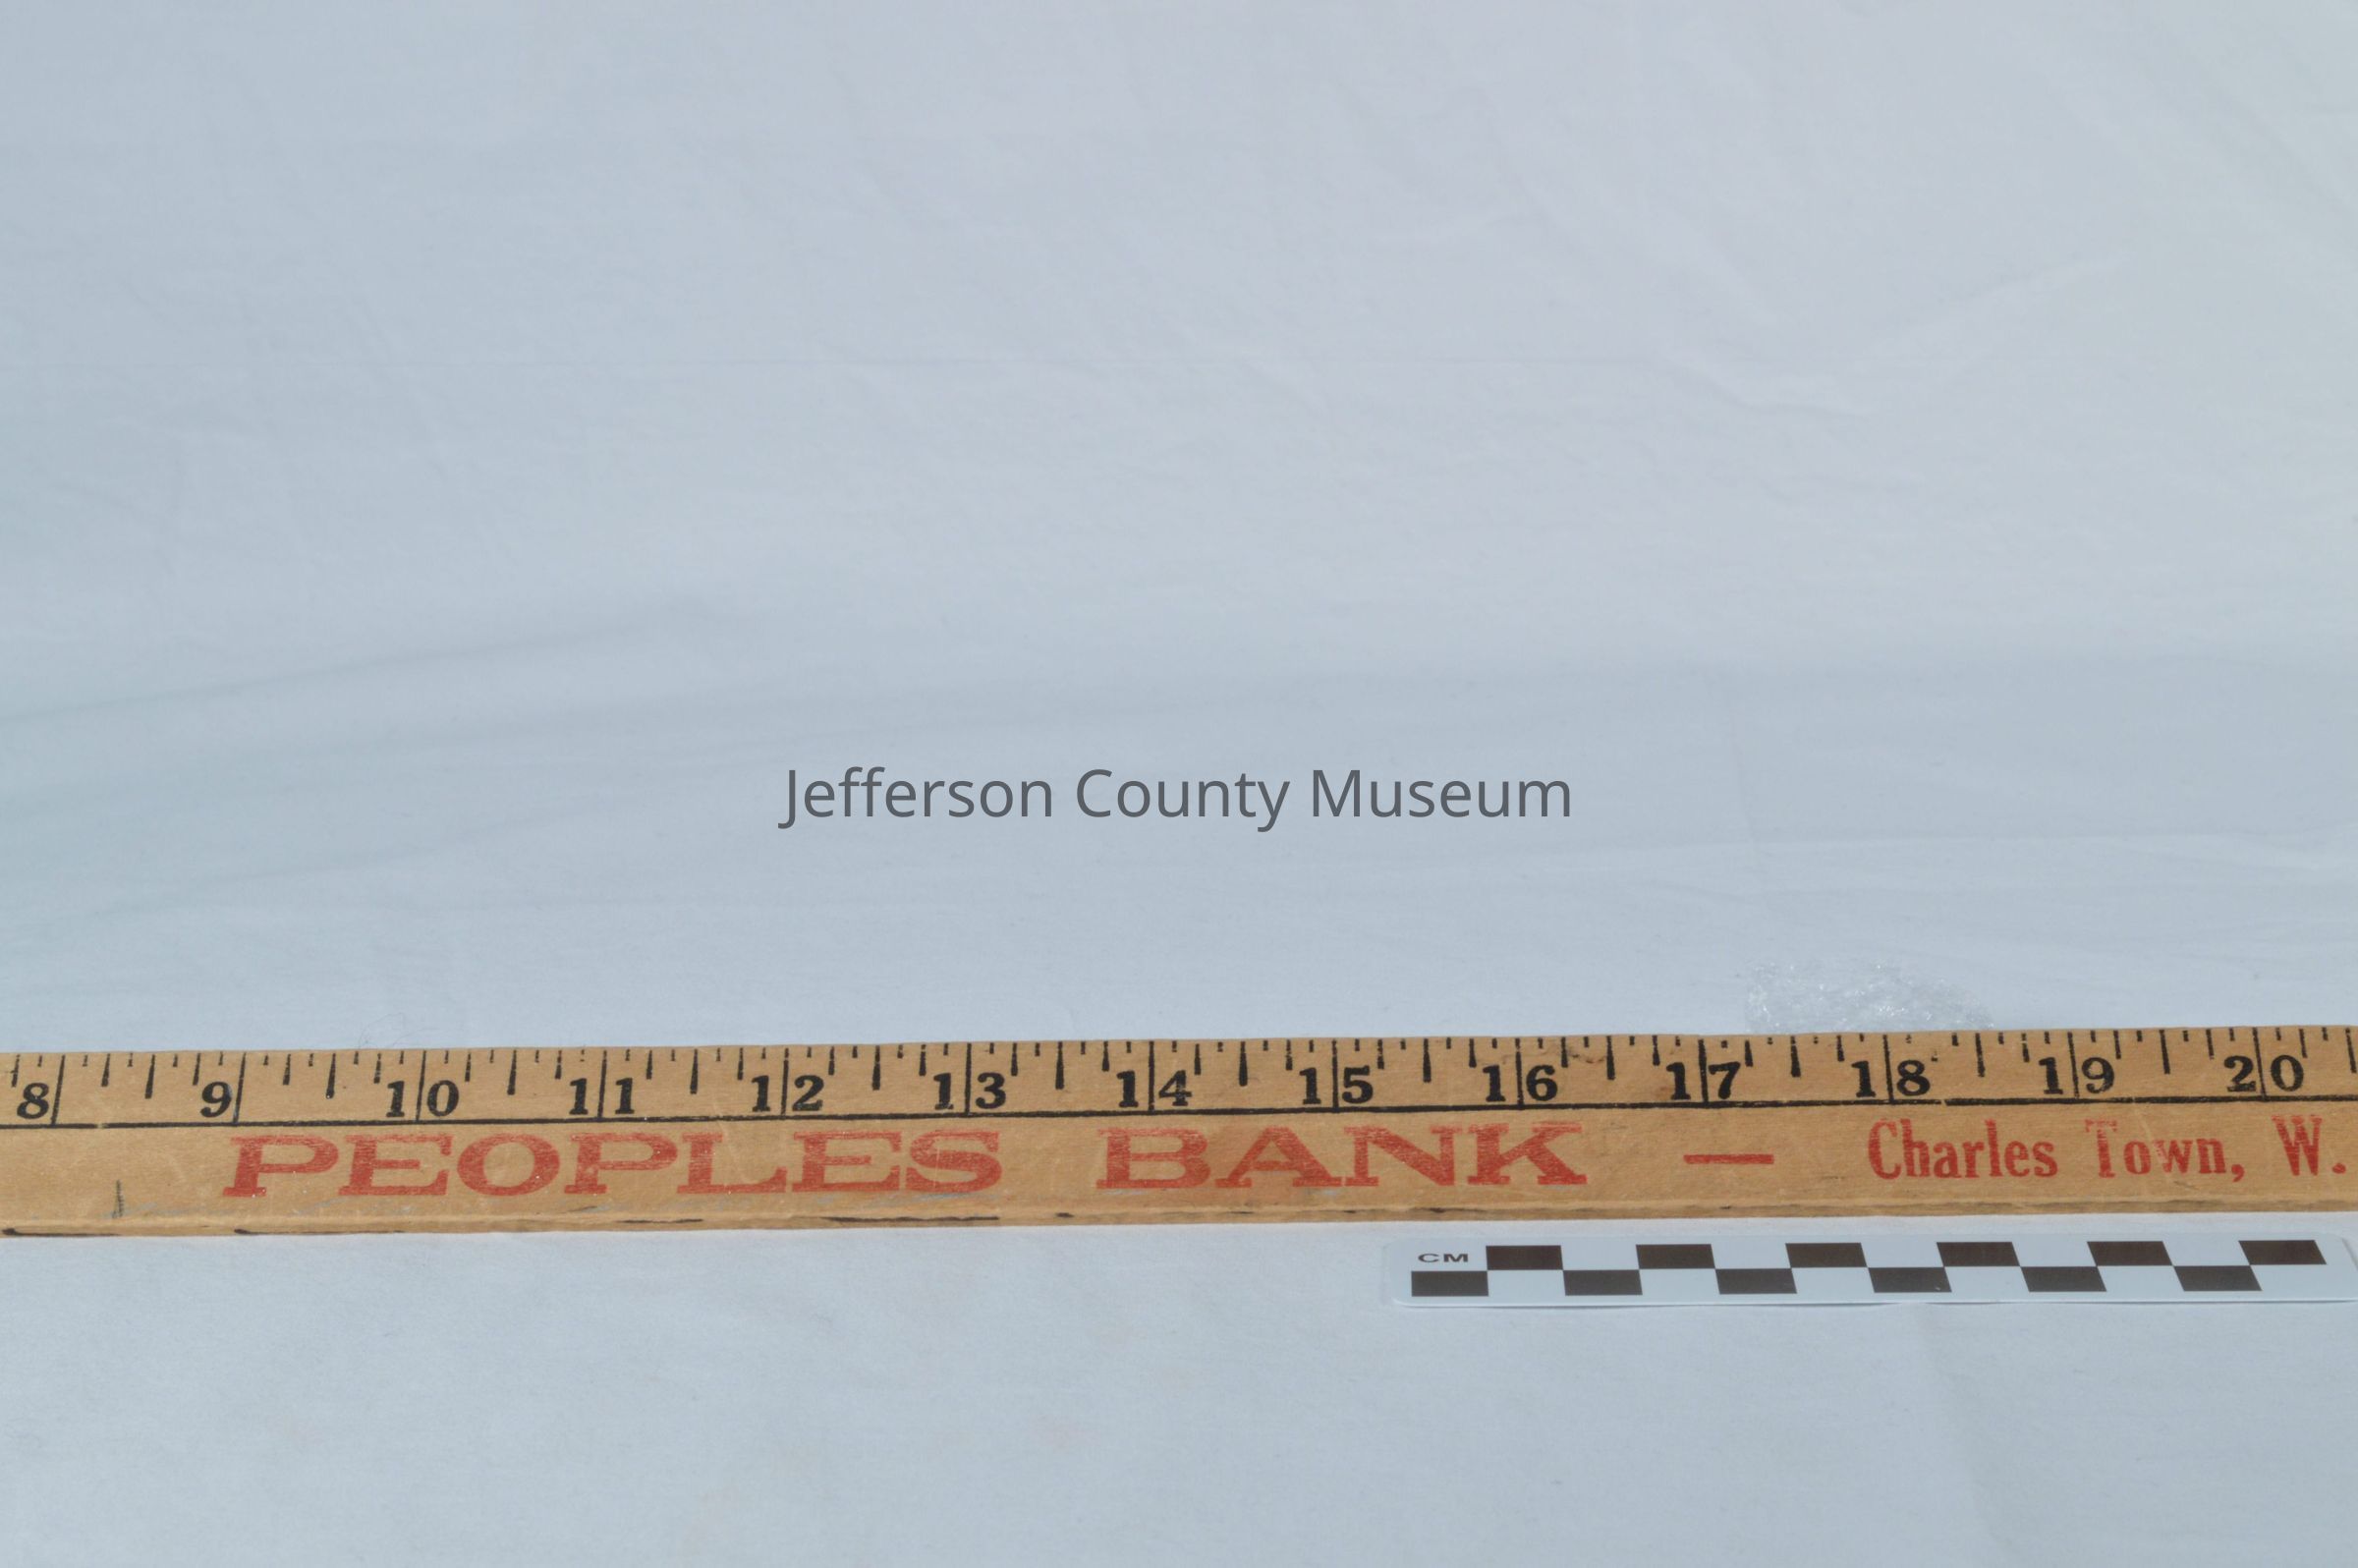 Jefferson County Museum
8 9 10 11 12 13 14 15 16 17 18 19 20
PEOPLES BANK — Charles Town, W.
CM